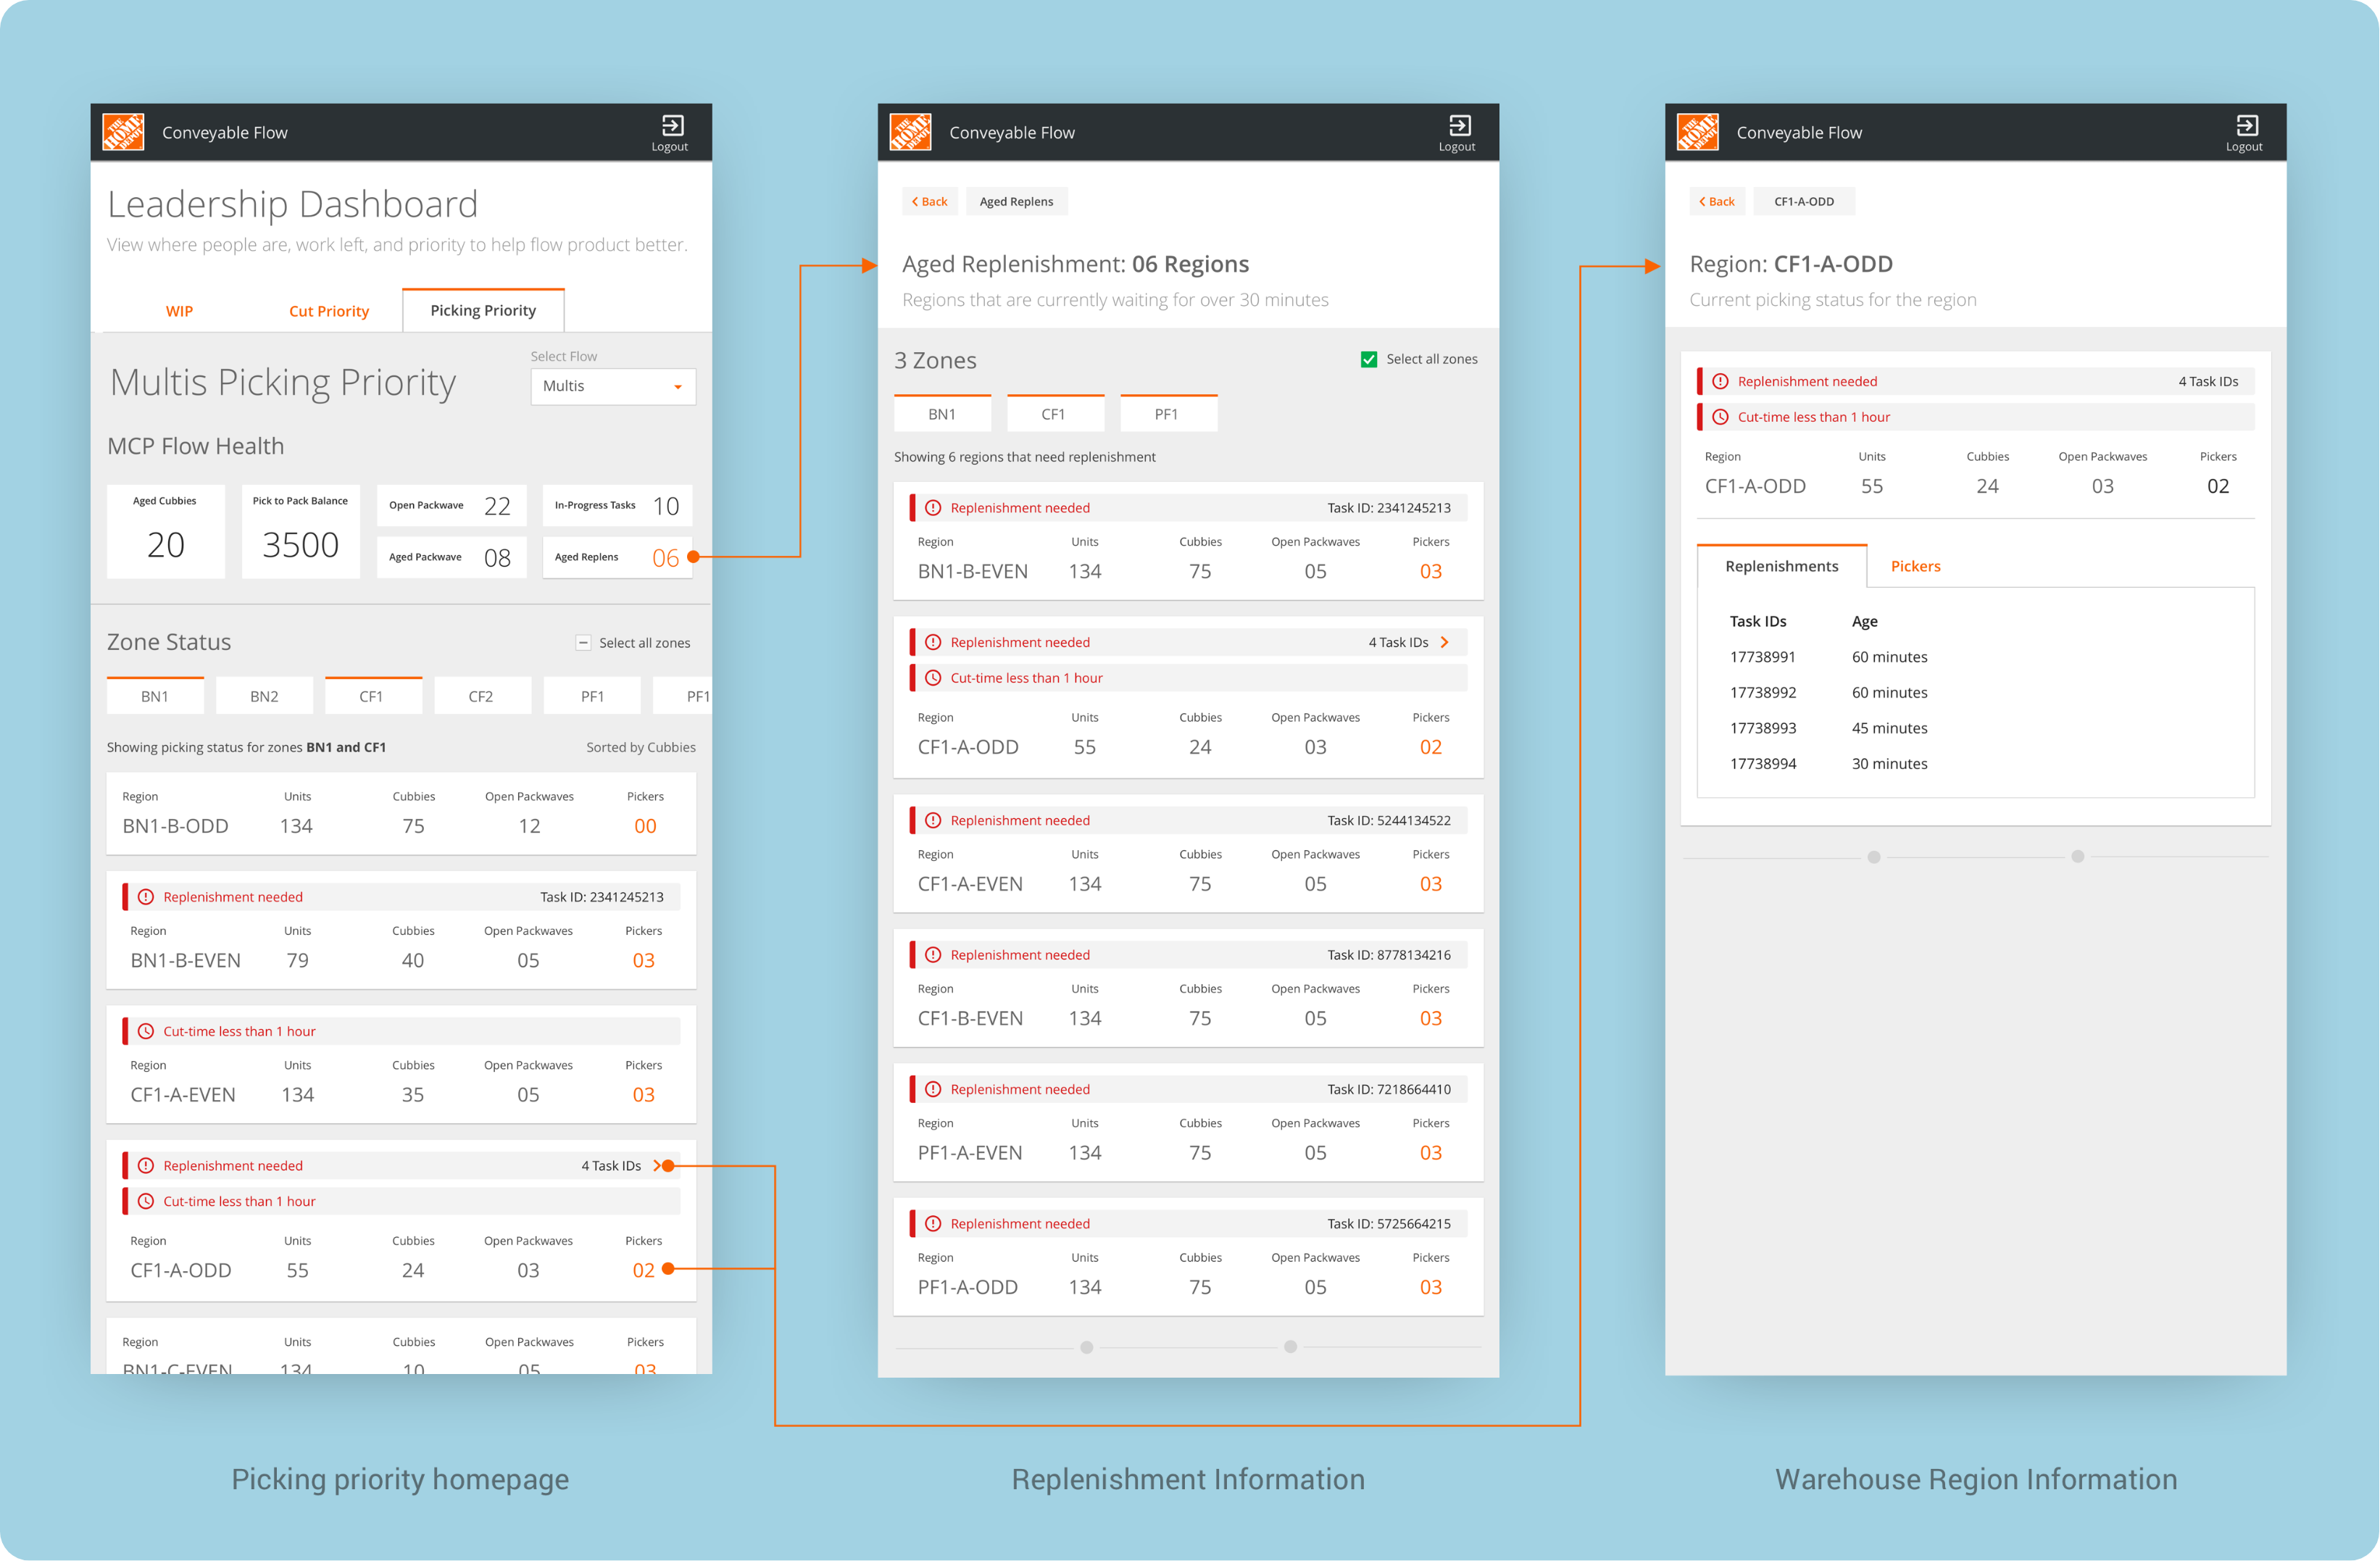 THE HOME DEPOT
Conveyable Flow
Logout
Leadership Dashboard
View where people are, work left, and priority to help flow product better.
WIP Cut Priority Picking Priority
Multis Picking Priority
Select Flow
Multis
MCP Flow Health
Aged Cubbies
20
Pick to Pack Balance
3500
Open Packwave 22
In-Progress Tasks 10
Aged Packwave 08
Aged Replens 06
Zone Status
Select all zones
BN1 BN2 CF1 CF2 PF1 PF1
Showing picking status for zones BN1 and CF1 Sorted by Cubbies
Region Units Cubbies Open Packwaves Pickers
BN1-B-ODD 134 75 12 00
Replenishment needed Task ID: 2341245213
Region Units Cubbies Open Packwaves Pickers
BN1-B-EVEN 79 40 05 03
Cut-time less than 1 hour
Region Units Cubbies Open Packwaves Pickers
CF1-A-EVEN 134 35 05 03
Replenishment needed 4 Task IDs
Cut-time less than 1 hour
Region Units Cubbies Open Packwaves Pickers
CF1-A-ODD 55 24 03 02
Region Units Cubbies Open Packwaves Pickers
BN1-C-EVEN 134 10 05 03
Picking priority homepage
THE HOME DEPOT
Conveyable Flow
Logout
Back Aged Replens
Aged Replenishment: 06 Regions
Regions that are currently waiting for over 30 minutes
3 Zones
Select all zones
BN1 CF1 PF1
Showing 6 regions that need replenishment
Replenishment needed Task ID: 2341245213
Region Units Cubbies Open Packwaves Pickers
BN1-B-EVEN 134 75 05 03
Replenishment needed 4 Task IDs
Cut-time less than 1 hour
Region Units Cubbies Open Packwaves Pickers
CF1-A-ODD 55 24 03 02
Replenishment needed Task ID: 5244134522
Region Units Cubbies Open Packwaves Pickers
CF1-A-EVEN 134 75 05 03
Replenishment needed Task ID: 8778134216
Region Units Cubbies Open Packwaves Pickers
CF1-B-EVEN 134 75 05 03
Replenishment needed Task ID: 7218664410
Region Units Cubbies Open Packwaves Pickers
PF1-A-EVEN 134 75 05 03
Replenishment needed Task ID: 5725664215
Region Units Cubbies Open Packwaves Pickers
PF1-A-ODD 134 75 05 03
Replenishment Information
THE HOME DEPOT
Conveyable Flow
Logout
Back CF1-A-ODD
Region: CF1-A-ODD
Current picking status for the region
Replenishment needed 4 Task IDs
Cut-time less than 1 hour
Region Units Cubbies Open Packwaves Pickers
CF1-A-ODD 55 24 03 02
Replenishments Pickers
Task IDs Age
17738991 60 minutes
17738992 60 minutes
17738993 45 minutes
17738994 30 minutes
Warehouse Region Information